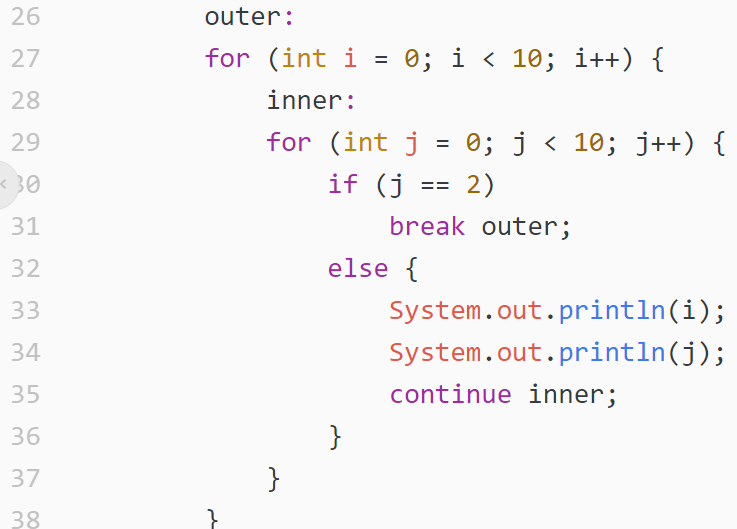 26 outer:
27 for (int i = 0; i < 10; i++) {
28 inner:
29 for (int j = 0; j < 10; j++) {
30 if (j == 2)
31 break outer;
32 else {
33 System.out.println(i);
34 System.out.println(j);
35 continue inner;
36 }
37 }
38 }